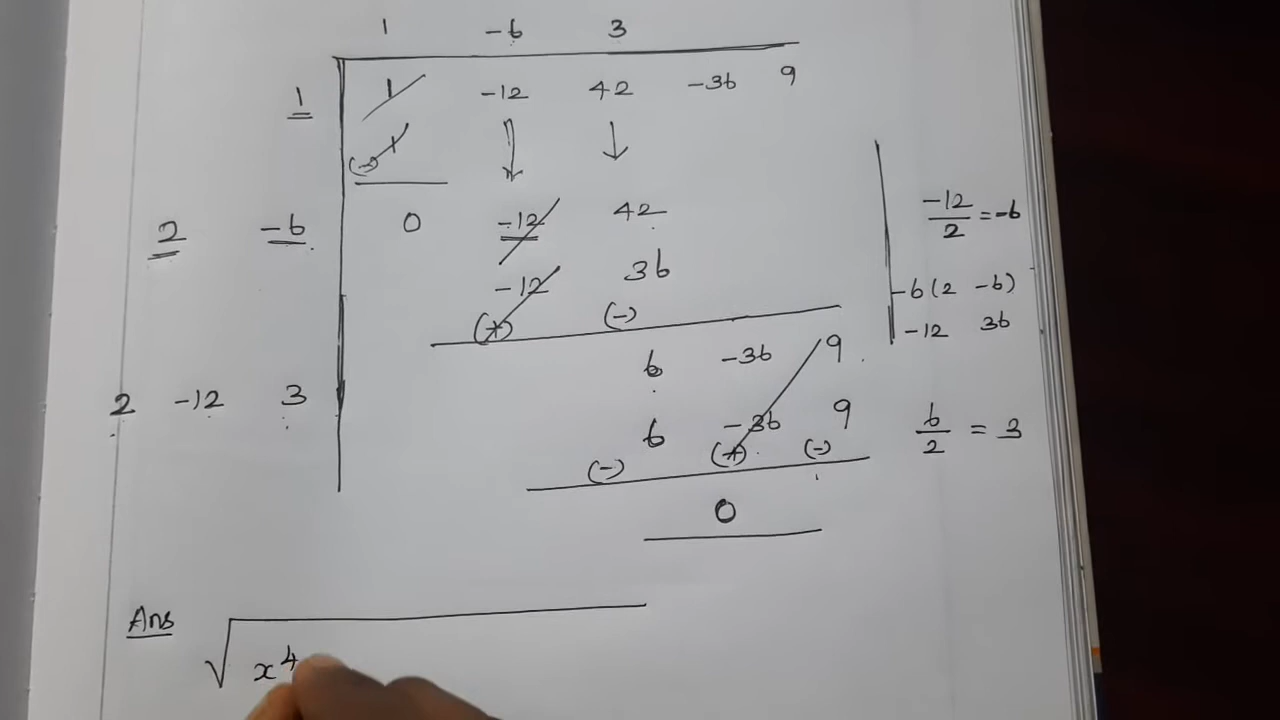 1 -6 3
1 1 -12 42 -36 9
(-) 1
2 -6 0 -12 42
-12 36
(+) (-)
2 -12 3 6 -36 9
6 -36 9
(-) (+) (-)
0
-12/2 = -6
-6(2 -6)
-12 36
6/2 = 3
Ans √x⁴